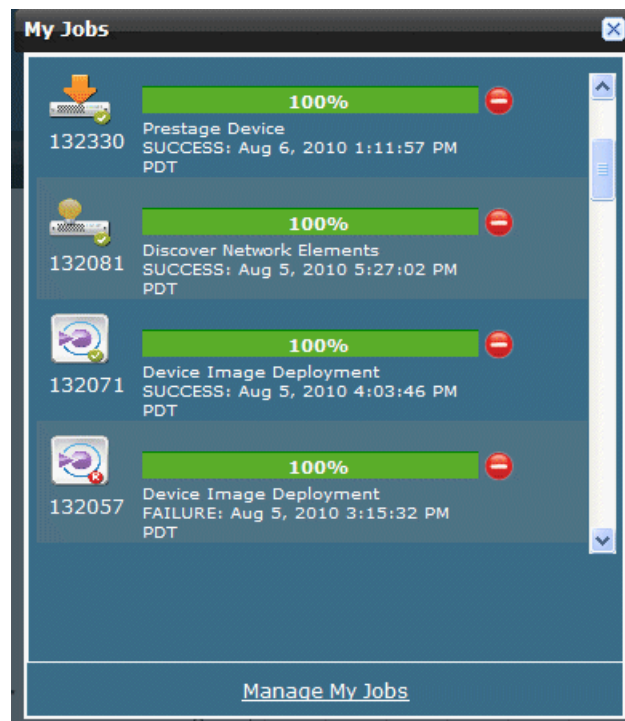 My Jobs
100%
132330
Prestage Device
SUCCESS: Aug 6, 2010 1:11:57 PM
PDT
100%
132081
Discover Network Elements
SUCCESS: Aug 5, 2010 5:27:02 PM
PDT
100%
132071
Device Image Deployment
SUCCESS: Aug 5, 2010 4:03:46 PM
PDT
100%
132057
Device Image Deployment
FAILURE: Aug 5, 2010 3:15:32 PM
PDT
Manage My Jobs